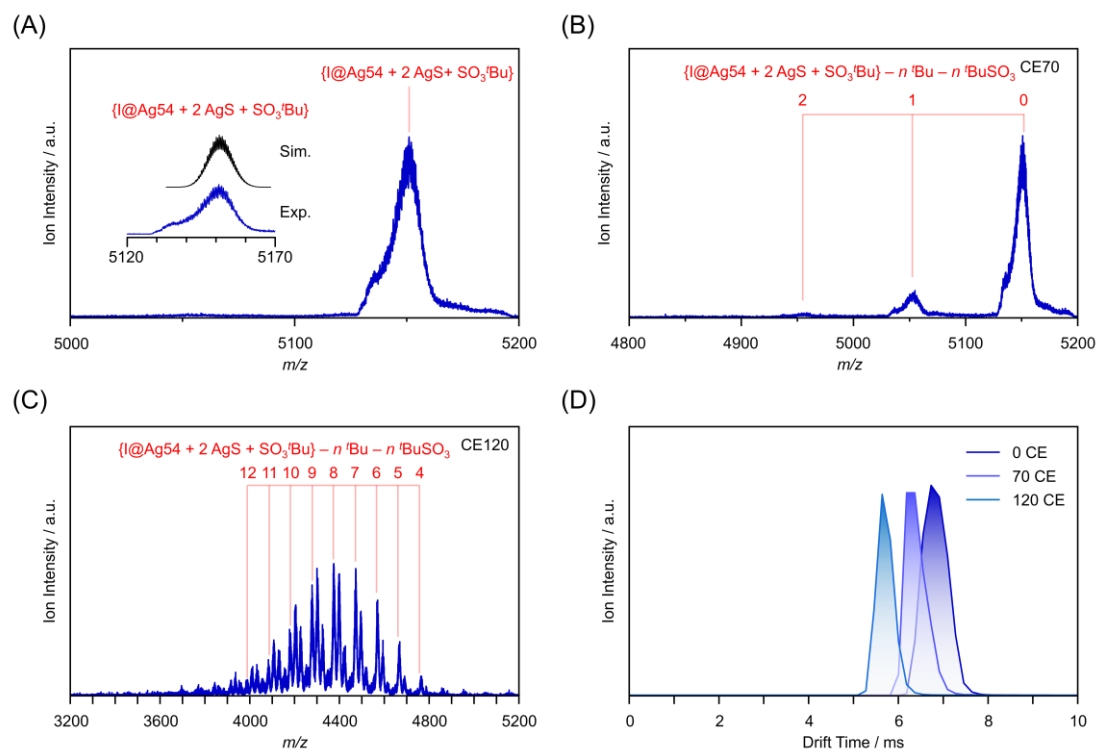 (A)
{I@Ag54 + 2 AgS+ SO₃ᵗBu}
{I@Ag54 + 2 AgS + SO₃ᵗBu}
Sim.
Exp.
5120 5170
Ion Intensity / a.u.
5000 5100 5200
m/z
(B)
{I@Ag54 + 2 AgS + SO₃ᵗBu} – n ᵗBu – n ᵗBuSO₃ CE70
2 1 0
Ion Intensity / a.u.
4800 4900 5000 5100 5200
m/z
(C)
{I@Ag54 + 2 AgS + SO₃ᵗBu} – n ᵗBu – n ᵗBuSO₃ CE120
12 11 10 9 8 7 6 5 4
Ion Intensity / a.u.
3200 3600 4000 4400 4800 5200
m/z
(D)
0 CE
70 CE
120 CE
Ion Intensity / a.u.
0 2 4 6 8 10
Drift Time / ms